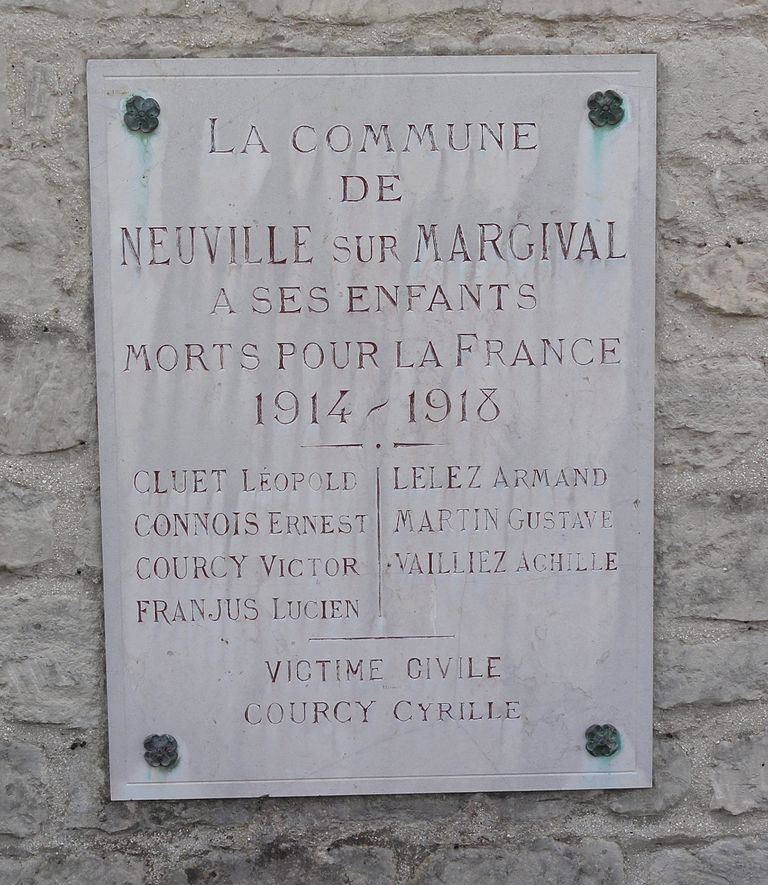 LA COMMUNE
DE
NEUVILLE SUR MARGIVAL
A SES ENFANTS
MORTS POUR LA FRANCE
1914 ~ 1918
CLUET LÉOPOLD
CONNOIS ERNEST
COURCY VICTOR
FRANJUS LUCIEN
LELEZ ARMAND
MARTIN GUSTAVE
VAILLIEZ ACHILLE
VICTIME CIVILE
COURCY CYRILLE